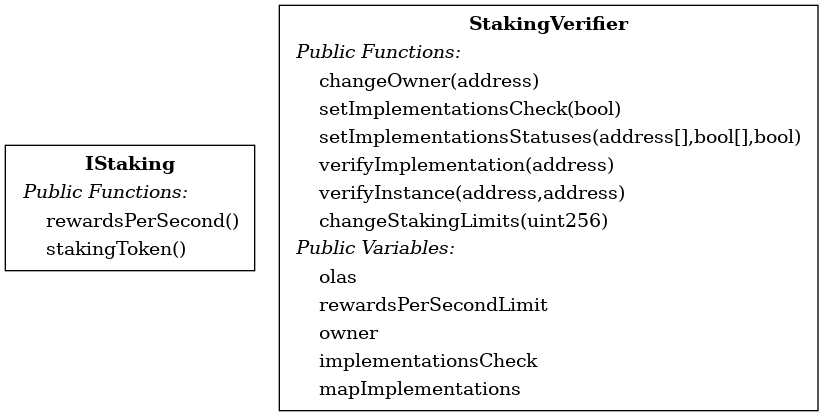 IStaking
Public Functions:
rewardsPerSecond()
stakingToken()
StakingVerifier
Public Functions:
changeOwner(address)
setImplementationsCheck(bool)
setImplementationsStatuses(address[],bool[],bool)
verifyImplementation(address)
verifyInstance(address,address)
changeStakingLimits(uint256)
Public Variables:
olas
rewardsPerSecondLimit
owner
implementationsCheck
mapImplementations